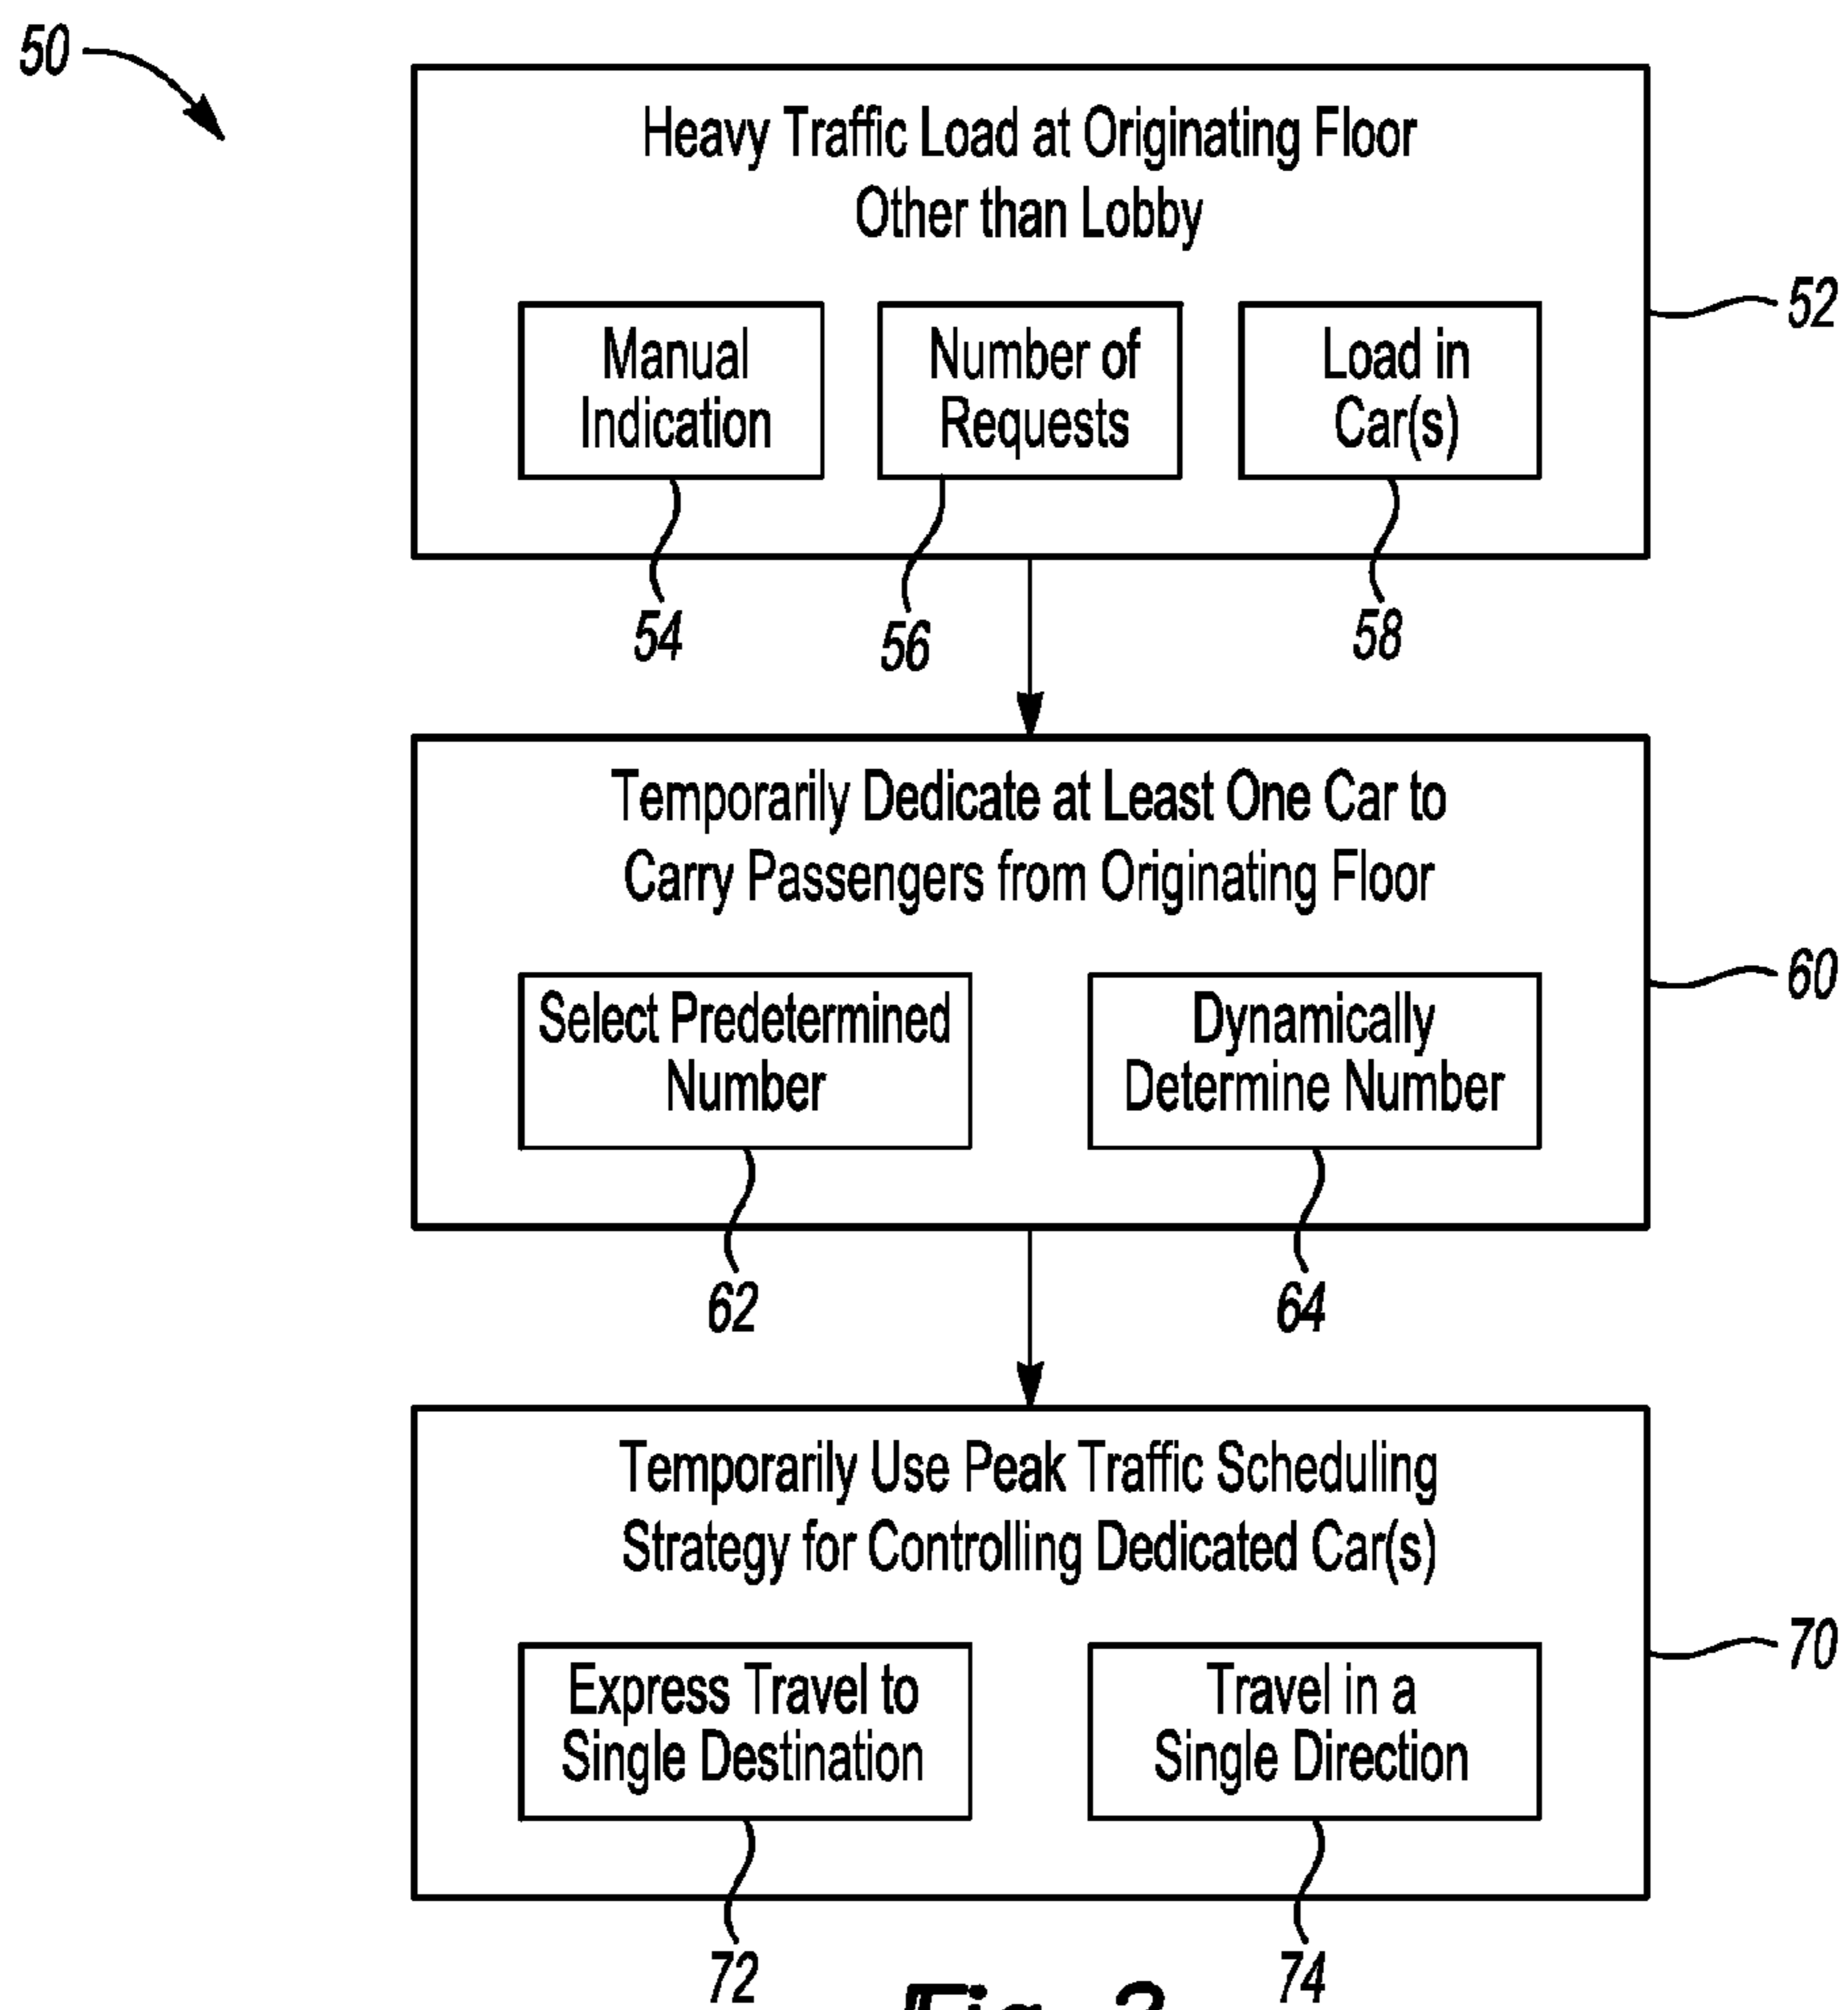 50
Heavy Traffic Load at Originating Floor
Other than Lobby
52
Manual
Indication
Number of
Requests
Load in
Car(s)
54
56
58
Temporarily Dedicate at Least One Car to
Carry Passengers from Originating Floor
60
Select Predetermined
Number
Dynamically
Determine Number
62
64
Temporarily Use Peak Traffic Scheduling
Strategy for Controlling Dedicated Car(s)
70
Express Travel to
Single Destination
Travel in a
Single Direction
72
74